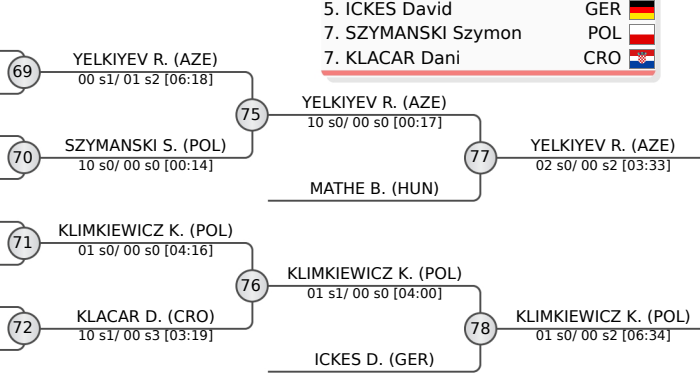 5. ICKES David GER
7. SZYMANSKI Szymon POL
7. KLACAR Dani CRO
69
YELKIYEV R. (AZE)
00 s1/ 01 s2 [06:18]
75
YELKIYEV R. (AZE)
10 s0/ 00 s0 [00:17]
70
SZYMANSKI S. (POL)
10 s0/ 00 s0 [00:14]
77
YELKIYEV R. (AZE)
02 s0/ 00 s2 [03:33]
MATHE B. (HUN)
71
KLIMKIEWICZ K. (POL)
01 s0/ 00 s0 [04:16]
76
KLIMKIEWICZ K. (POL)
01 s1/ 00 s0 [04:00]
72
KLACAR D. (CRO)
10 s1/ 00 s3 [03:19]
78
KLIMKIEWICZ K. (POL)
01 s0/ 00 s2 [06:34]
ICKES D. (GER)